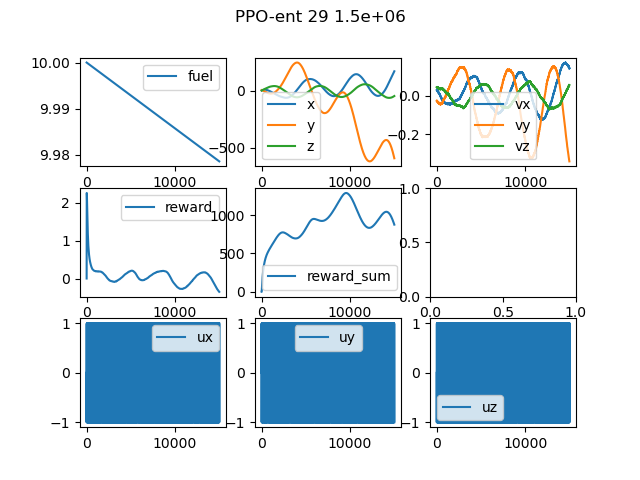 PPO-ent 29 1.5e+06
10.00
9.99
9.98
0 10000
fuel
0
−500
0 10000
x
y
z
0.0
−0.2
0 10000
vx
vy
vz
2
1
0
0 10000
reward
1000
500
0
0 10000
reward_sum
1.0
0.5
0.0
0.0 0.5 1.0
1
0
−1
0 10000
ux
1
0
−1
0 10000
uy
1
0
−1
0 10000
uz